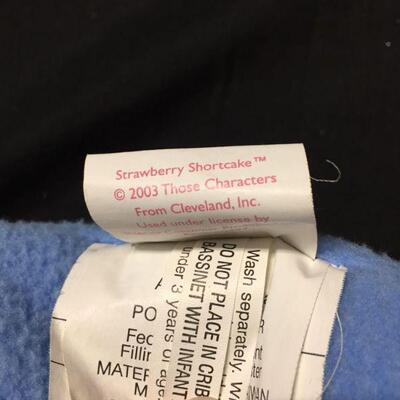 Strawberry Shortcake™
© 2003 Those Characters
From Cleveland, Inc.
Used under license by
Wash separately. W
DO NOT PLACE IN CRIB
BASSINET WITH INFANT
under 3 years of age
PO
Fea
Filli
MATER
M